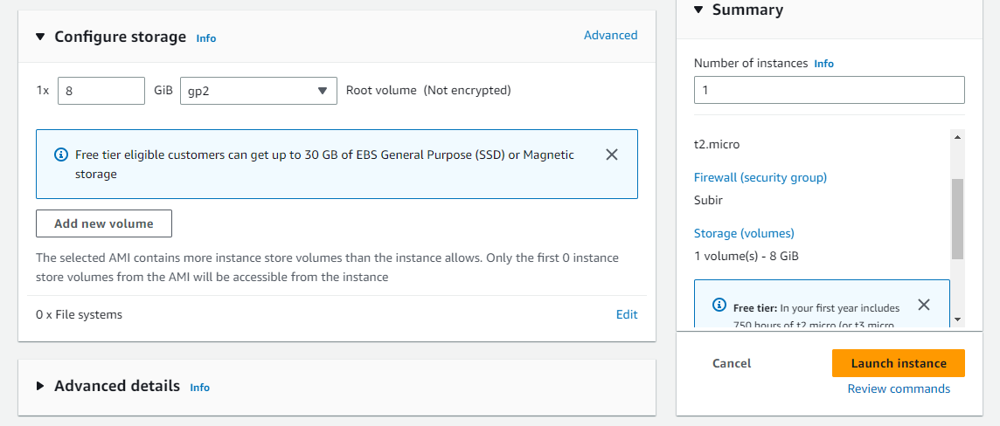 Configure storage Info
Advanced
1x 8 GiB gp2 Root volume (Not encrypted)
Free tier eligible customers can get up to 30 GB of EBS General Purpose (SSD) or Magnetic
storage
Add new volume
The selected AMI contains more instance store volumes than the instance allows. Only the first 0 instance
store volumes from the AMI will be accessible from the instance
0 x File systems
Edit
Advanced details Info
Summary
Number of instances Info
1
t2.micro
Firewall (security group)
Subir
Storage (volumes)
1 volume(s) - 8 GiB
Free tier: In your first year includes
750 hours of t2.micro (or t3.micro
Cancel
Launch instance
Review commands